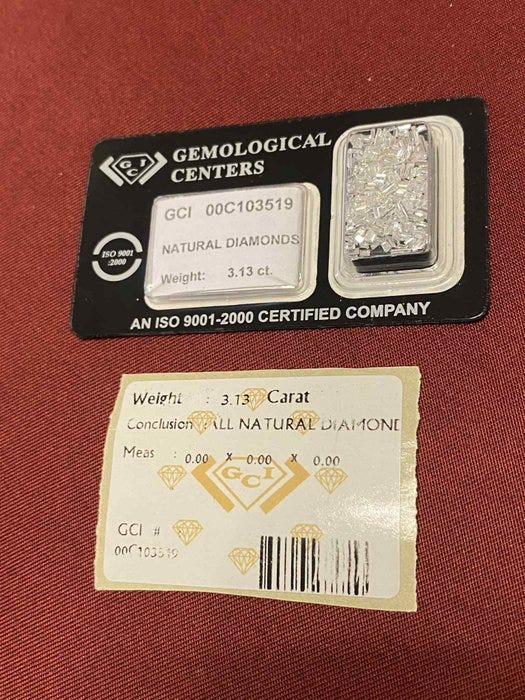 GCI
GEMOLOGICAL
CENTERS
GCI 00C103519
NATURAL DIAMONDS
Weight: 3.13 ct.
ISO 9001
:2000
AN ISO 9001-2000 CERTIFIED COMPANY
Weight : 3.13 Carat
Conclusion : ALL NATURAL DIAMOND
Meas : 0.00 X 0.00 X 0.00
GCI
GCI #
00C103519